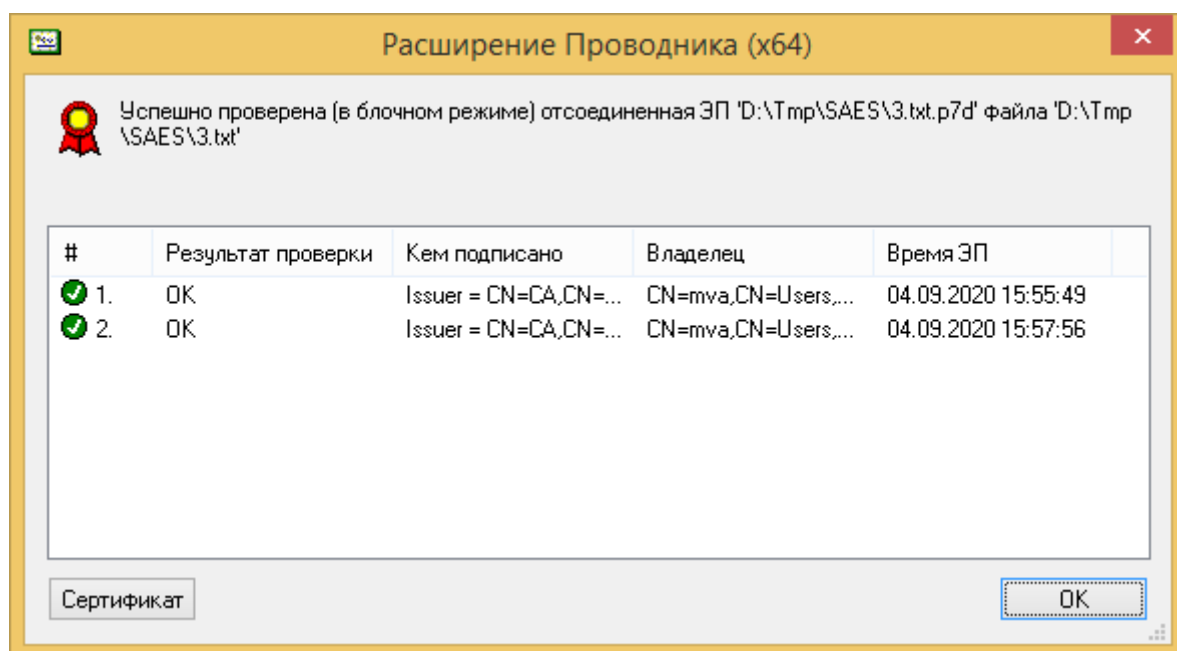 Расширение Проводника (x64)
Успешно проверена (в блочном режиме) отсоединенная ЭП 'D:\Tmp\SAES\3.txt.p7d' файла 'D:\Tmp
\SAES\3.txt'
# Результат проверки Кем подписано Владелец Время ЭП
1. OK Issuer = CN=CA,CN=... CN=mva,CN=Users,... 04.09.2020 15:55:49
2. OK Issuer = CN=CA,CN=... CN=mva,CN=Users,... 04.09.2020 15:57:56
Сертификат OK